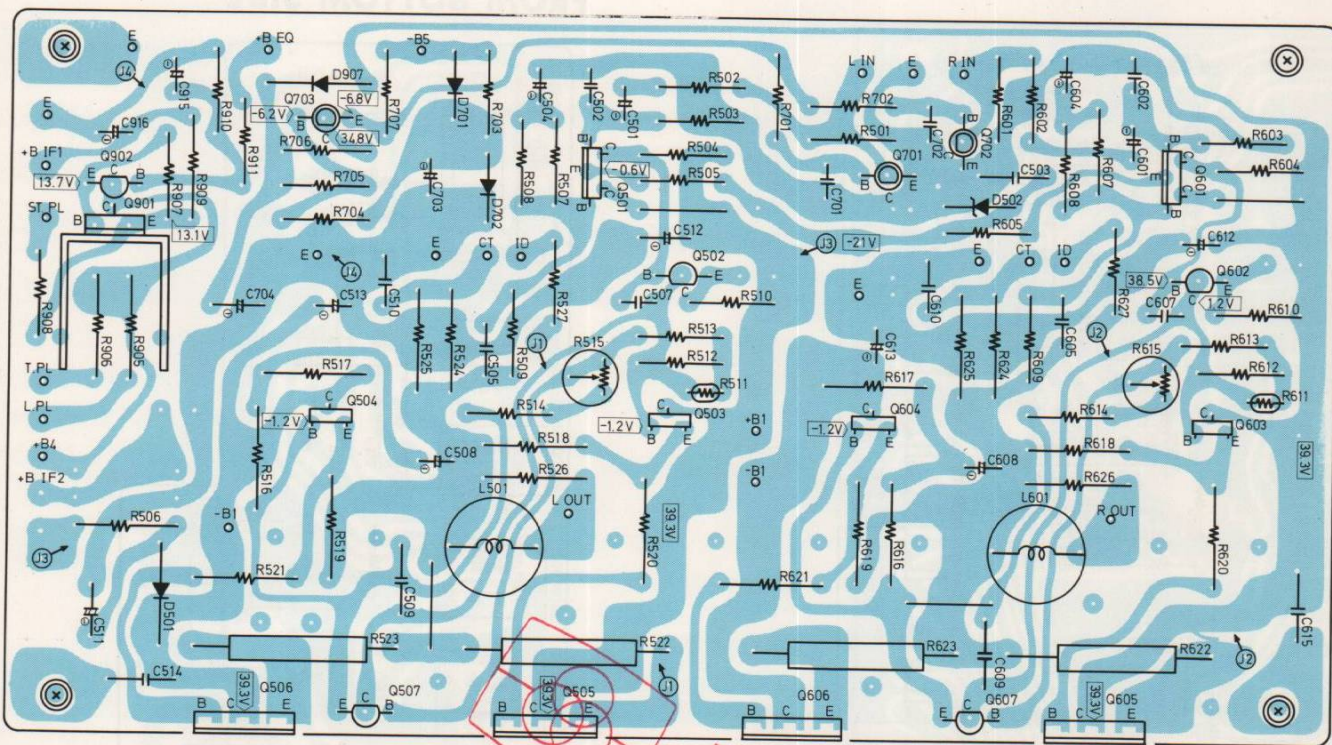 E +B EQ -B5 L IN E R IN
J4 D907 C604 C602
C915 R910 Q703 -6.8V R707 D701 R703 C504 C502 C501 R502 R701 R702 R601 R602
E -6.2V B E R503 R501 C702 B Q702 C601 B R603
C916 R911 R706 C 34.8V R504 C E R604
+B IF1 Q902 R705 C703 R508 R507 B E C -0.6V R505 C701 Q701 C503 R608 R607 E C Q601
13.7V E C B R907 R909 D702 Q501 B C E D502 B
ST PL Q901 R704 B R605
B C E 13.1V C512 J3 -21V C612
E J4 E CT ID Q502 E CT ID Q602
R908 C510 R527 B E C E C610 R627 38.5V B E C 1.2V
C704 C513 C507 R510 C607 R610
R906 R905 R525 R524 C505 R509 J1 R515 R513 C613 R625 R624 R609 C605 J2 R615 R613
T.PL R517 R512 R617 R612
L.PL Q504 R514 R511 Q604 R614 R611
-1.2V C B E -1.2V C Q503 B E +B1 -1.2V C B E C Q603 B E
+B4 R516 C508 R518 C608 R618 39.3V
+B IF2 R526 -B1 R626
L501 L OUT L601 R OUT
R506 -B1 R519 R520 39.3V R619 R616 R620
J3 R521 R621
D501 C509
C511 C615
R523 R522 R623 R622 J2
C514 J1 C609
39.3V Q506 Q507 39.3V Q505 Q606 Q607 39.3V Q605
B C E E C B B C E B C E E C B B C E